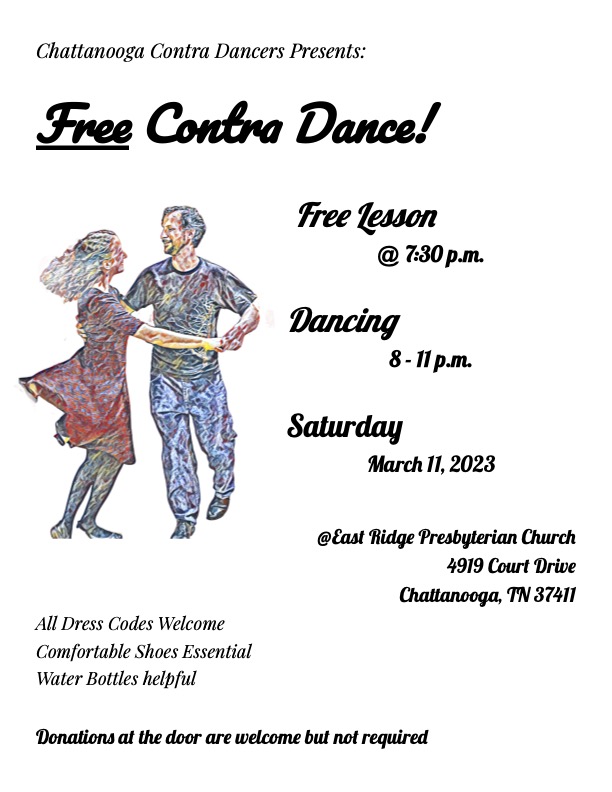 Chattanooga Contra Dancers Presents:
Free Contra Dance!
Free Lesson
@ 7:30 p.m.
Dancing
8 - 11 p.m.
Saturday
March 11, 2023
@East Ridge Presbyterian Church
4919 Court Drive
Chattanooga, TN 37411
All Dress Codes Welcome
Comfortable Shoes Essential
Water Bottles helpful
Donations at the door are welcome but not required